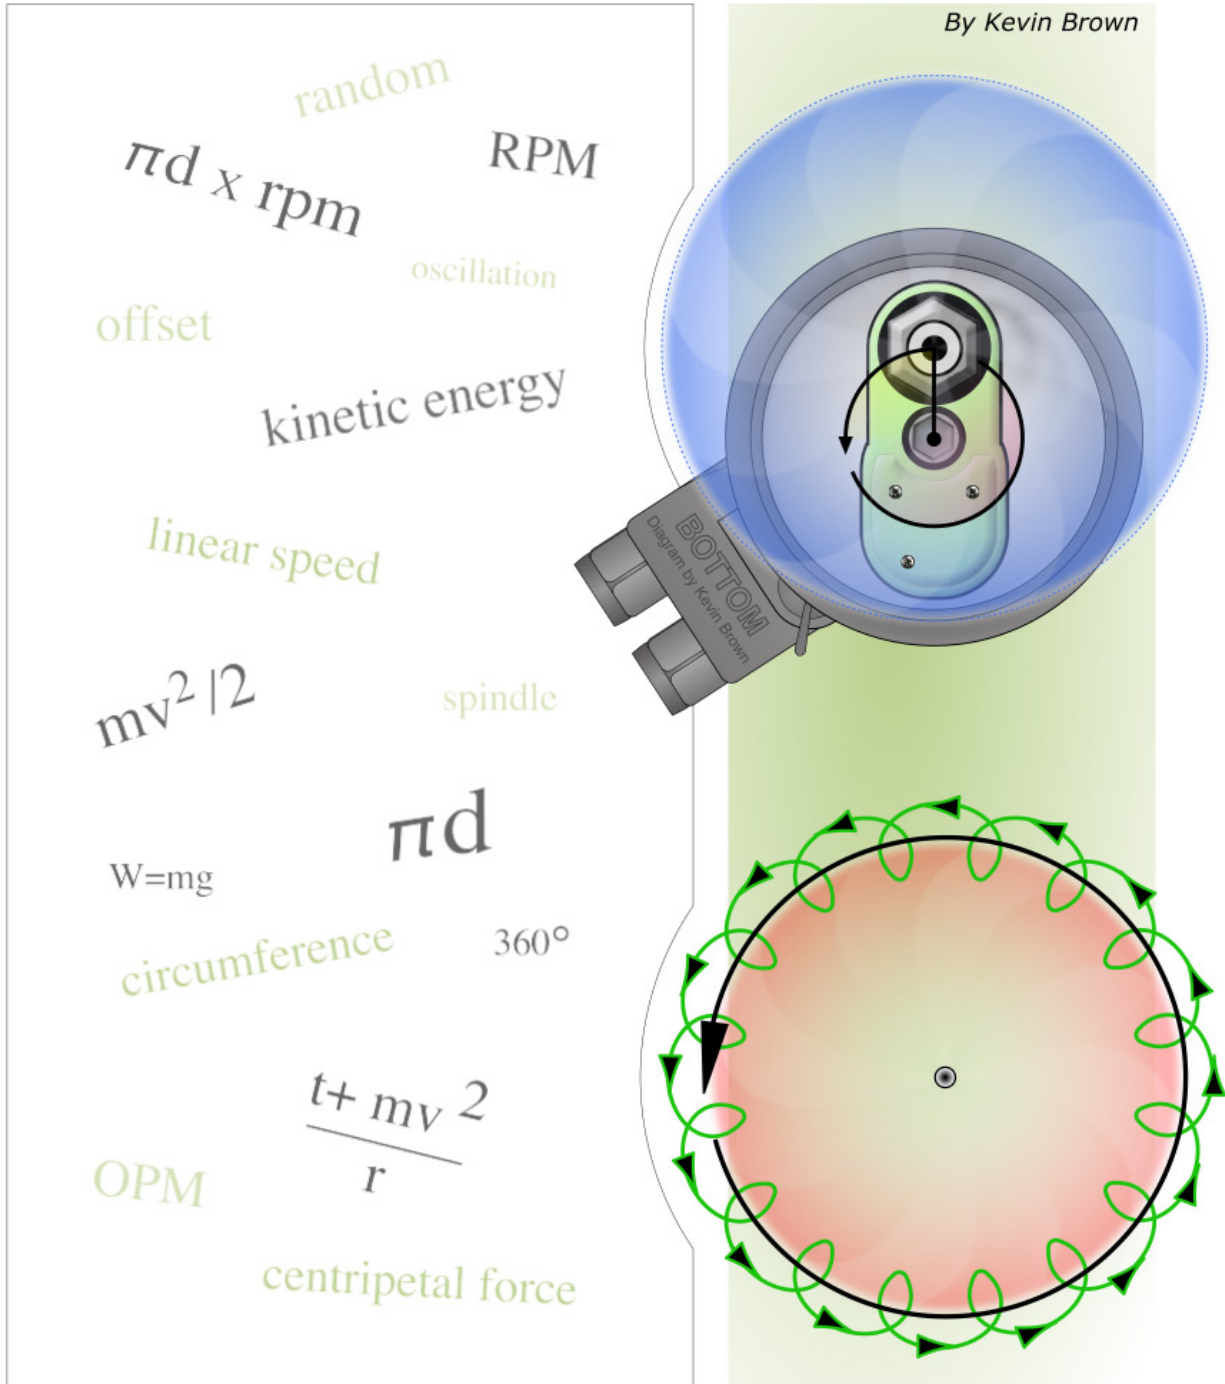 By Kevin Brown
random
πd x rpm
RPM
oscillation
offset
kinetic energy
linear speed
BOTTOM
Diagram by Kevin Brown
mv²/2
spindle
πd
W=mg
circumference
360°
t+ mv 2
r
OPM
centripetal force